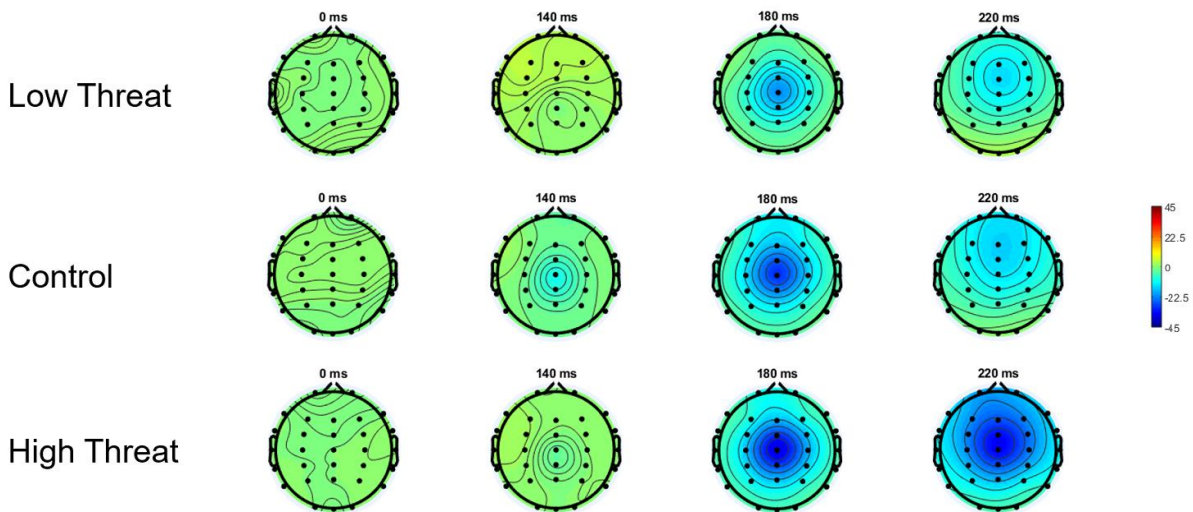 0 ms 140 ms 180 ms 220 ms
Low Threat
0 ms 140 ms 180 ms 220 ms
45
22.5
Control
0
-22.5
-45
0 ms 140 ms 180 ms 220 ms
High Threat